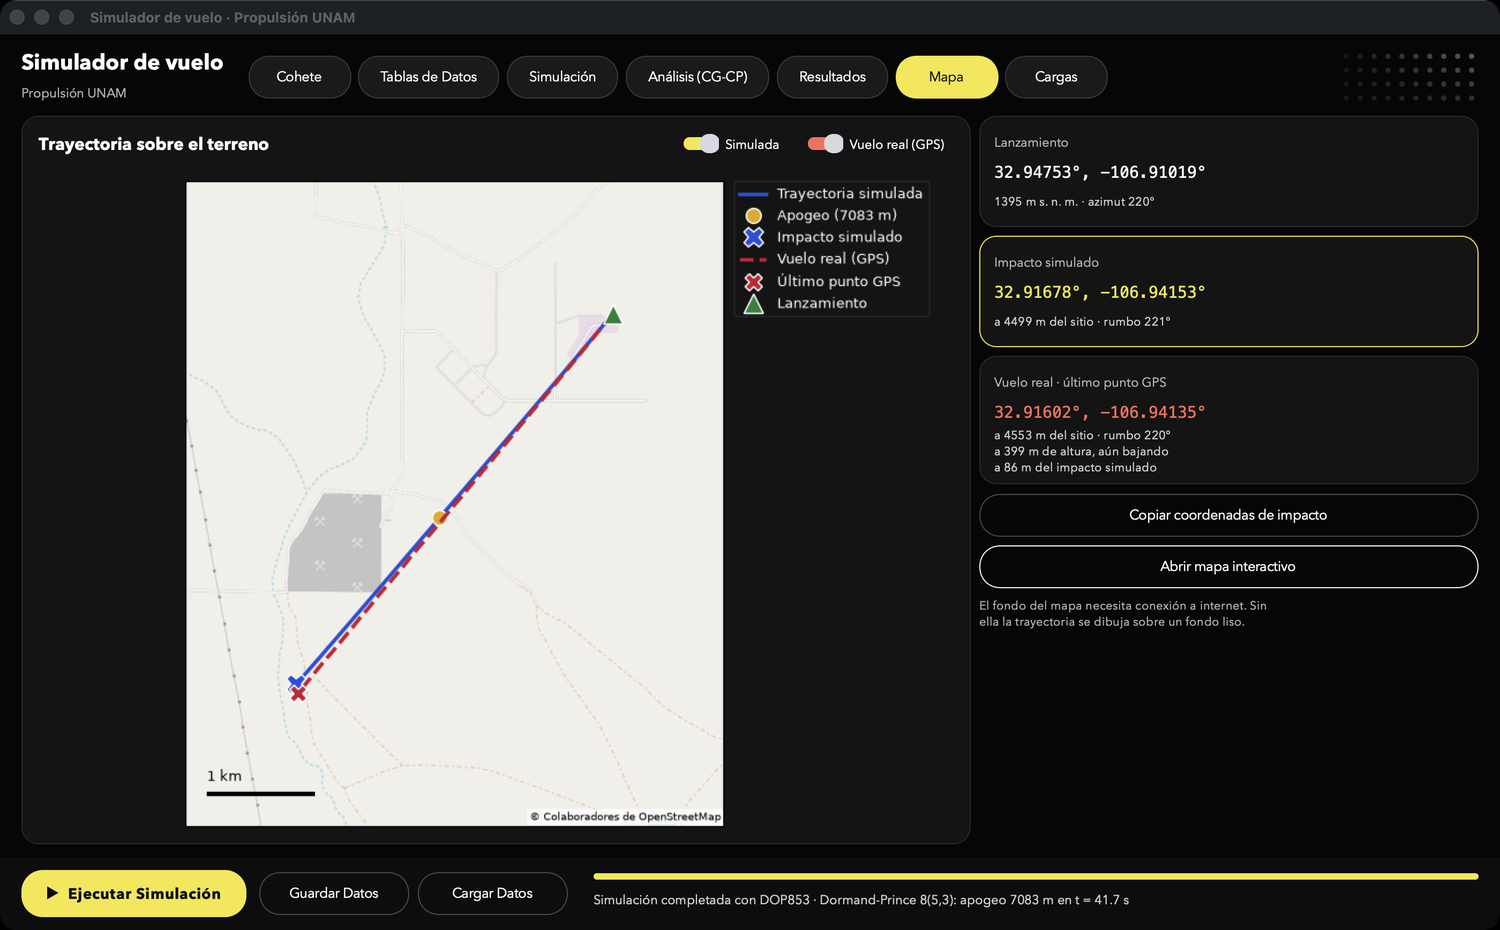 Simulador de vuelo · Propulsión UNAM
Simulador de vuelo
Propulsión UNAM
Cohete
Tablas de Datos
Simulación
Análisis (CG-CP)
Resultados
Mapa
Cargas
Trayectoria sobre el terreno
Simulada
Vuelo real (GPS)
Trayectoria simulada
Apogeo (7083 m)
Impacto simulado
Vuelo real (GPS)
Último punto GPS
Lanzamiento
1 km
© Colaboradores de OpenStreetMap
Lanzamiento
32.94753°, −106.91019°
1395 m s. n. m. · azimut 220°
Impacto simulado
32.91678°, −106.94153°
a 4499 m del sitio · rumbo 221°
Vuelo real · último punto GPS
32.91602°, −106.94135°
a 4553 m del sitio · rumbo 220°
a 399 m de altura, aún bajando
a 86 m del impacto simulado
Copiar coordenadas de impacto
Abrir mapa interactivo
El fondo del mapa necesita conexión a internet. Sin
ella la trayectoria se dibuja sobre un fondo liso.
Ejecutar Simulación
Guardar Datos
Cargar Datos
Simulación completada con DOP853 · Dormand-Prince 8(5,3): apogeo 7083 m en t = 41.7 s